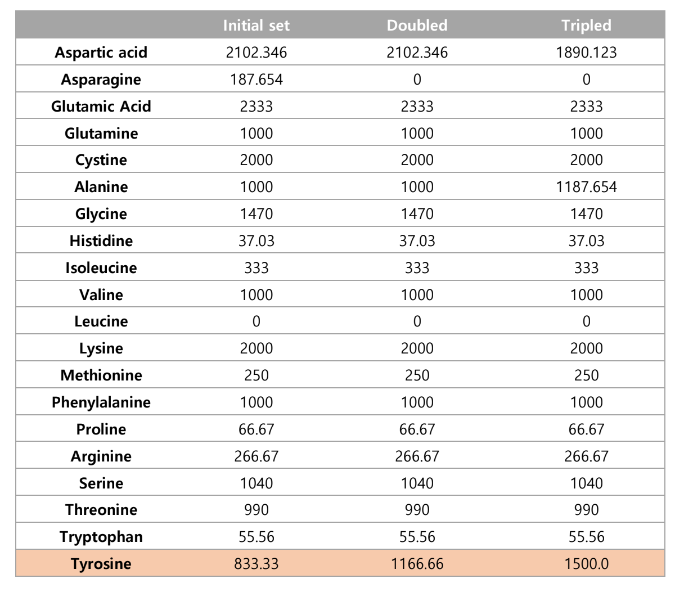 Initial set Doubled Tripled
Aspartic acid 2102.346 2102.346 1890.123
Asparagine 187.654 0 0
Glutamic Acid 2333 2333 2333
Glutamine 1000 1000 1000
Cystine 2000 2000 2000
Alanine 1000 1000 1187.654
Glycine 1470 1470 1470
Histidine 37.03 37.03 37.03
Isoleucine 333 333 333
Valine 1000 1000 1000
Leucine 0 0 0
Lysine 2000 2000 2000
Methionine 250 250 250
Phenylalanine 1000 1000 1000
Proline 66.67 66.67 66.67
Arginine 266.67 266.67 266.67
Serine 1040 1040 1040
Threonine 990 990 990
Tryptophan 55.56 55.56 55.56
Tyrosine 833.33 1166.66 1500.0